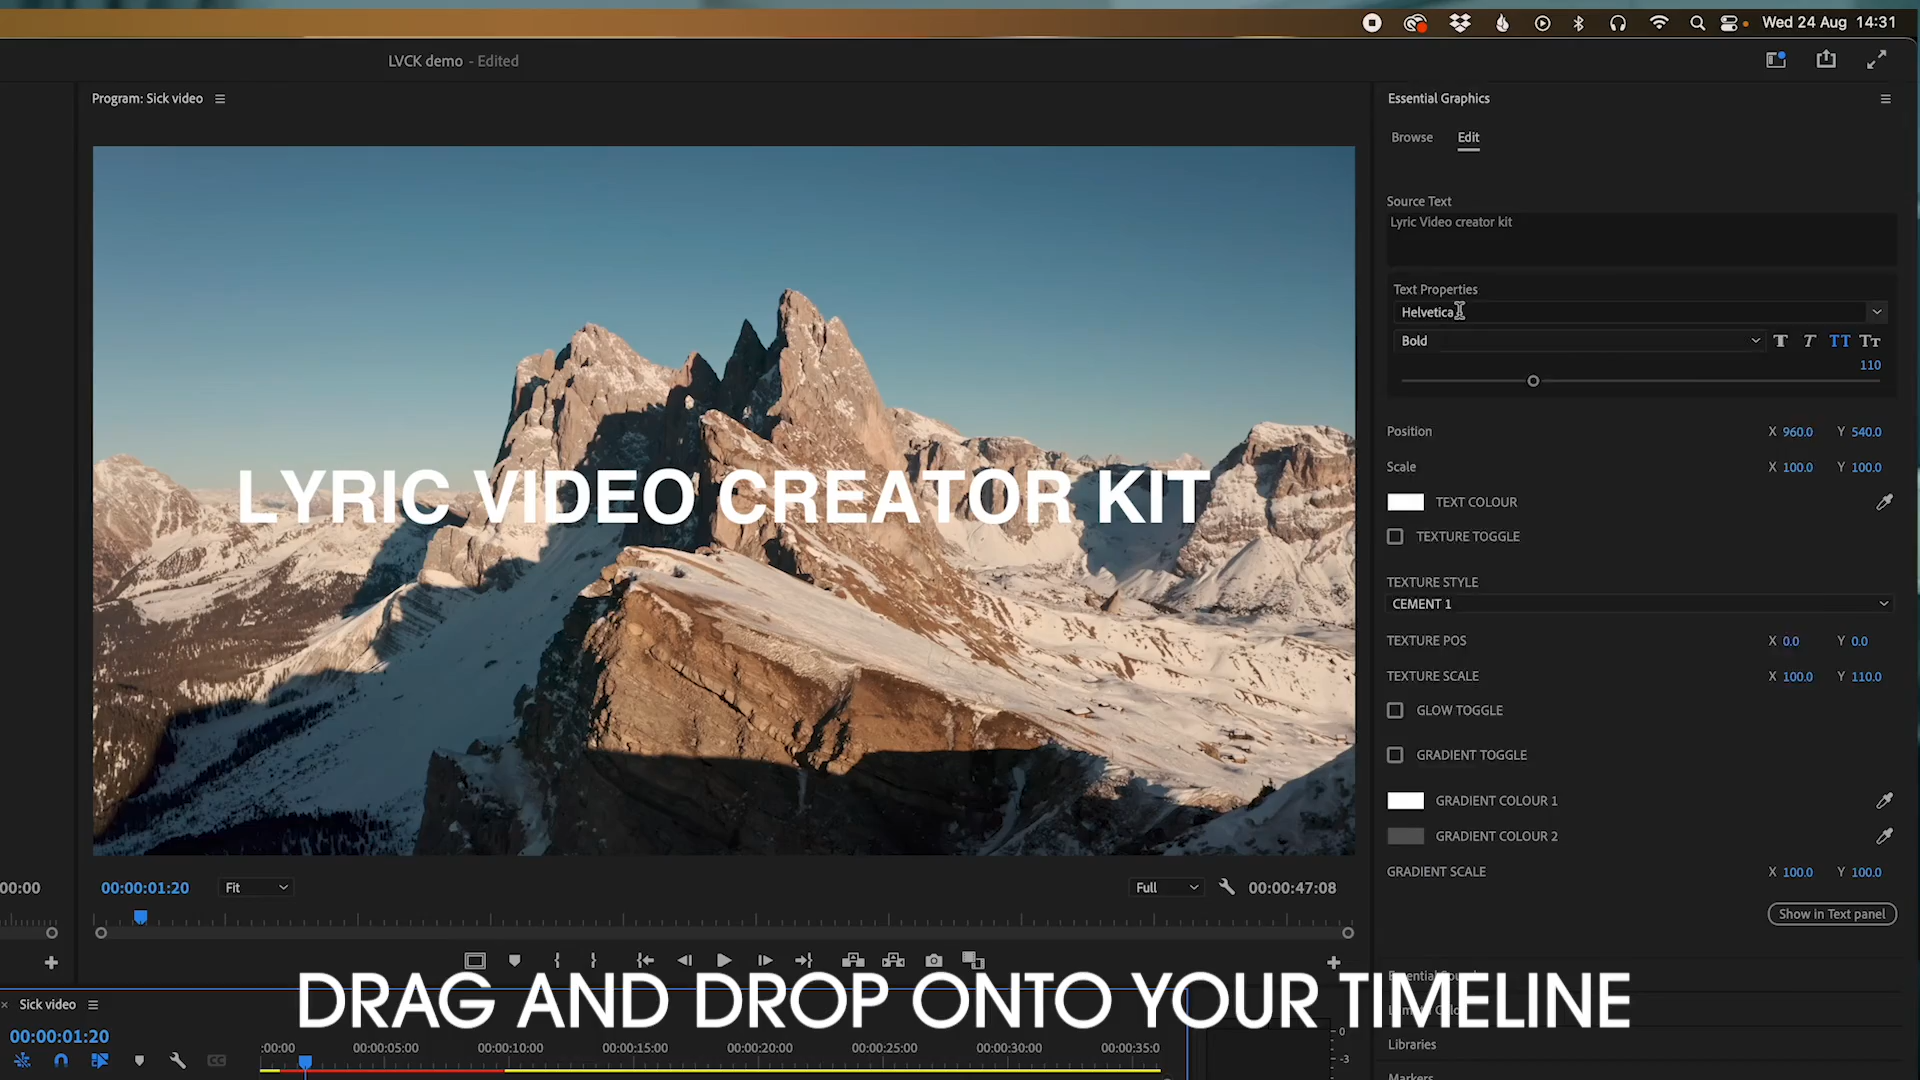 Wed 24 Aug 14:31
LVCK demo - Edited
Program: Sick video
Essential Graphics
Browse Edit
Source Text
Lyric Video creator kit
Text Properties
Helvetica
Bold
T T TT Tт
110
Position X 960.0 Y 540.0
Scale X 100.0 Y 100.0
TEXT COLOUR
TEXTURE TOGGLE
TEXTURE STYLE
CEMENT 1
TEXTURE POS X 0.0 Y 0.0
TEXTURE SCALE X 100.0 Y 110.0
GLOW TOGGLE
GRADIENT TOGGLE
GRADIENT COLOUR 1
GRADIENT COLOUR 2
GRADIENT SCALE X 100.0 Y 100.0
Show in Text panel
LYRIC VIDEO CREATOR KIT
00:00 00:00:01:20 Fit Full 00:00:47:08
DRAG AND DROP ONTO YOUR TIMELINE
Libraries
Markers
× Sick video
00:00:01:20
:00:00 00:00:05:00 00:00:10:00 00:00:15:00 00:00:20:00 00:00:25:00 00:00:30:00 00:00:35:0
0
-3